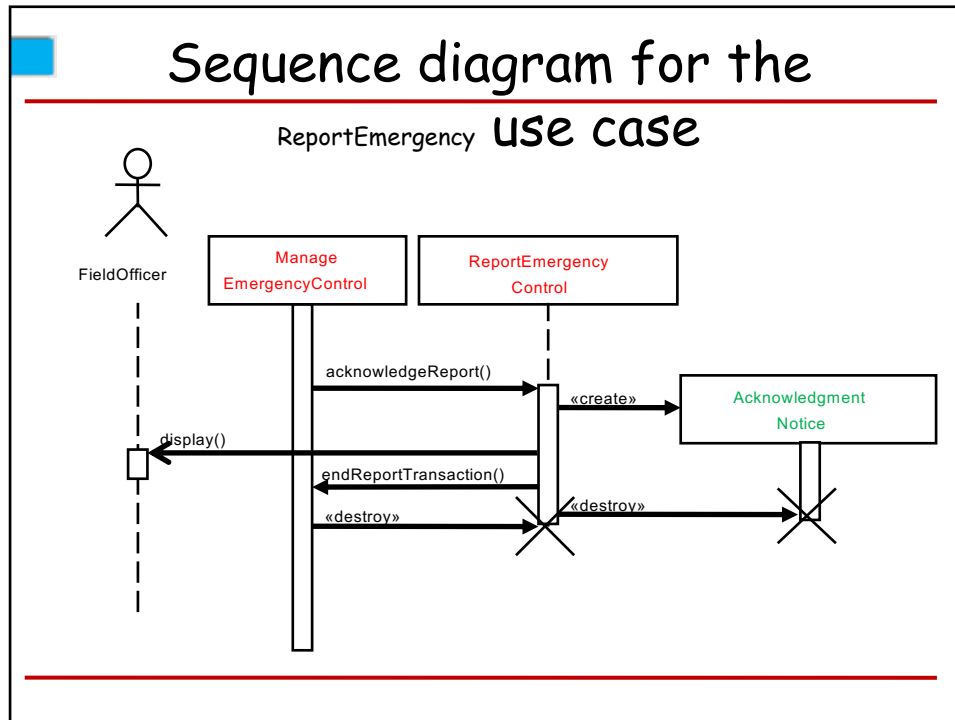 Sequence diagram for the
ReportEmergency use case
FieldOfficer
Manage
EmergencyControl
ReportEmergency
Control
acknowledgeReport()
«create»
Acknowledgment
Notice
display()
endReportTransaction()
«destroy»
«destroy»